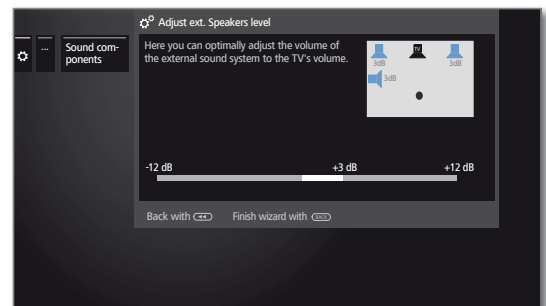 Adjust ext. Speakers level
...
Sound com-
ponents
Here you can optimally adjust the volume of
the external sound system to the TV's volume.
TV
3dB
3dB
3dB
-12 dB +3 dB +12 dB
Back with Finish wizard with BACK